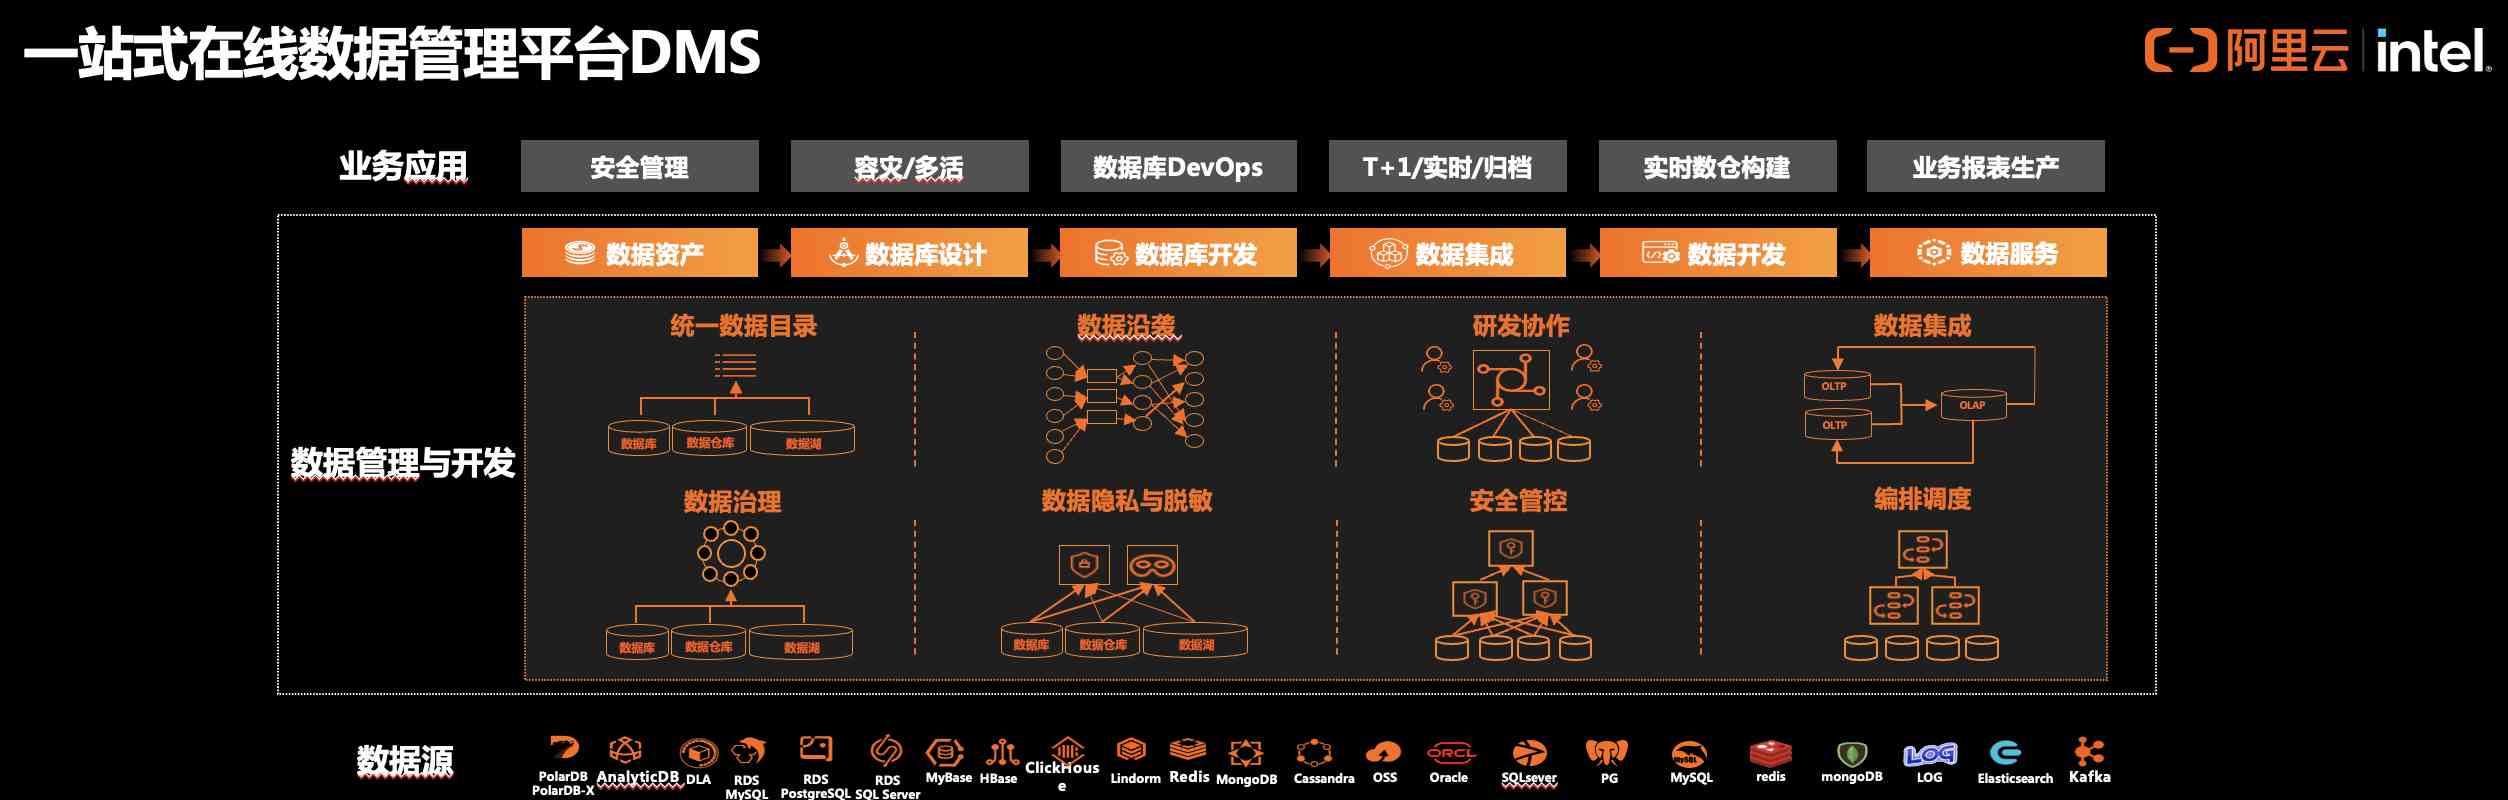 一站式在线数据管理平台DMS
阿里云 | intel
业务应用
安全管理
容灾/多活
数据库DevOps
T+1/实时/归档
实时数仓构建
业务报表生产
数据管理与开发
数据资产
数据库设计
数据库开发
数据集成
数据开发
数据服务
统一数据目录
数据库
数据仓库
数据湖
数据沿袭
研发协作
数据集成
OLTP
OLTP
OLAP
数据治理
数据库
数据仓库
数据湖
数据隐私与脱敏
数据库
数据仓库
数据湖
安全管控
编排调度
数据源
PolarDB
PolarDB-X
AnalyticDB
DLA
RDS
MySQL
RDS
PostgreSQL
RDS
SQL Server
MyBase
HBase
ClickHous
e
Lindorm
Redis
MongoDB
Cassandra
OSS
ORCL
Oracle
SQLsever
PG
MySQL
MySQL
redis
mongoDB
LOG
LOG
Elasticsearch
Kafka